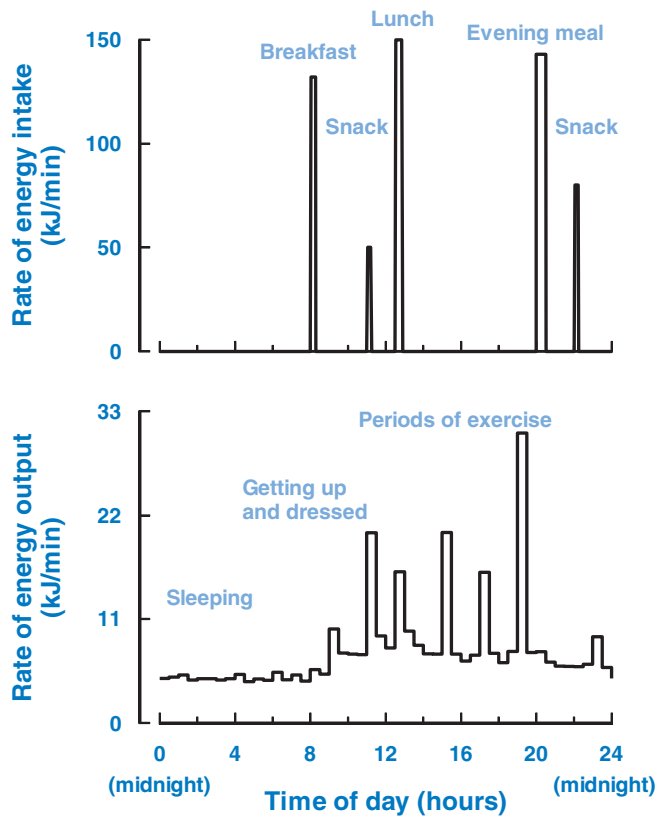 Rate of energy intake
(kJ/min)
150
100
50
0
Breakfast
Snack
Lunch
Evening meal
Snack
Rate of energy output
(kJ/min)
33
22
11
0
Sleeping
Getting up
and dressed
Periods of exercise
0
4
8
12
16
20
24
(midnight)
Time of day (hours)
(midnight)